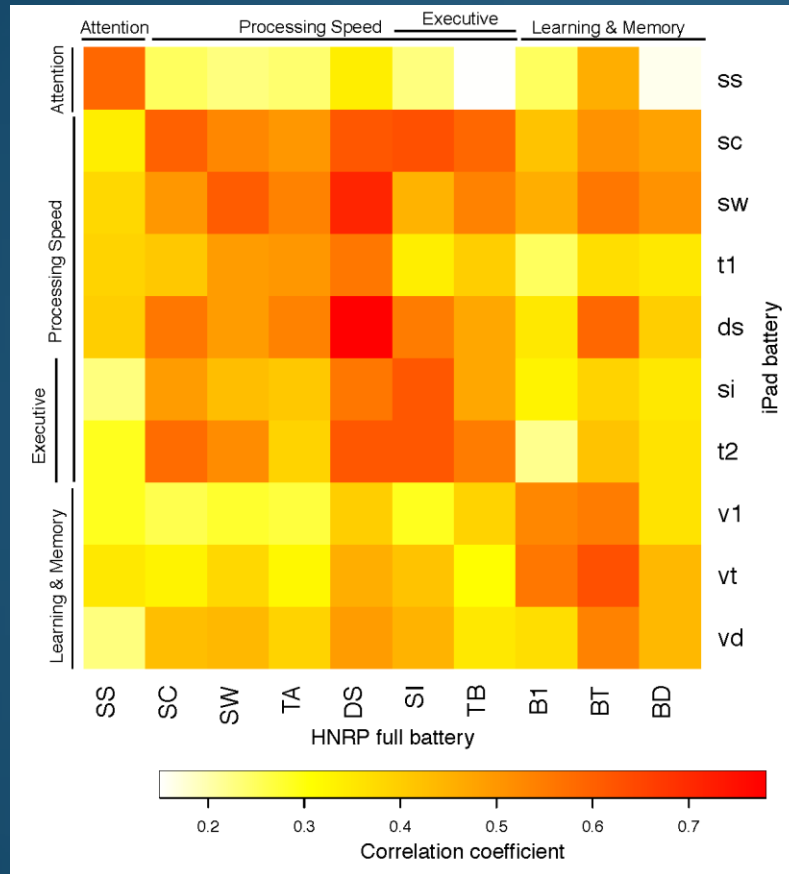 Attention Processing Speed Executive Learning & Memory
Attention
Processing Speed
Executive
Learning & Memory
ss
sc
sw
t1
ds
si
t2
v1
vt
vd
iPad battery
SS SC SW TA DS SI TB B1 BT BD
HNRP full battery
0.2 0.3 0.4 0.5 0.6 0.7
Correlation coefficient